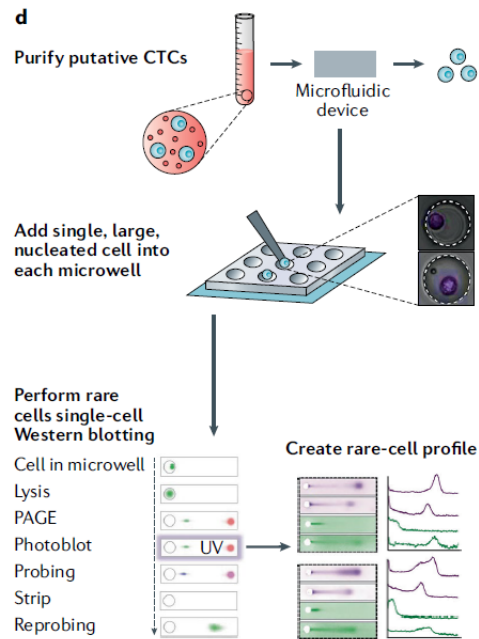 d
Purify putative CTCs
Microfluidic
device
Add single, large,
nucleated cell into
each microwell
Perform rare
cells single-cell
Western blotting
Create rare-cell profile
Cell in microwell
Lysis
PAGE
Photoblot
UV
Probing
Strip
Reprobing